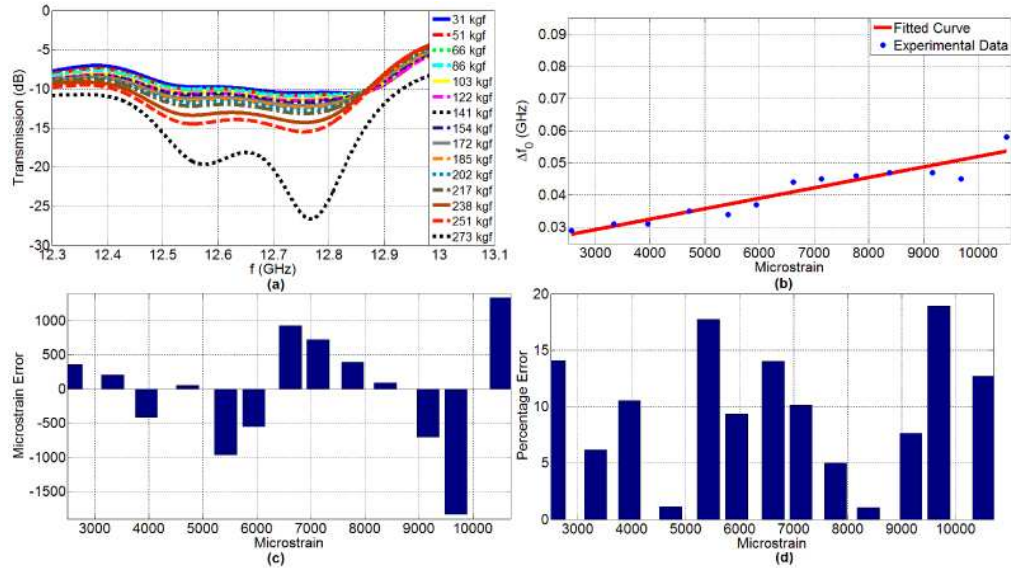 0
-5
-10
-15
-20
-25
-30
Transmission (dB)
12.3 12.4 12.5 12.6 12.7 12.8 12.9 13 13.1
f (GHz)
(a)
31 kgf
51 kgf
66 kgf
86 kgf
103 kgf
122 kgf
141 kgf
154 kgf
172 kgf
185 kgf
202 kgf
217 kgf
238 kgf
251 kgf
273 kgf
0.09
0.08
0.07
0.06
0.05
0.04
0.03
Δf0 (GHz)
Fitted Curve
Experimental Data
3000 4000 5000 6000 7000 8000 9000 10000
Microstrain
(b)
1000
500
0
-500
-1000
-1500
Microstrain Error
3000 4000 5000 6000 7000 8000 9000 10000
Microstrain
(c)
20
15
10
5
0
Percentage Error
3000 4000 5000 6000 7000 8000 9000 10000
Microstrain
(d)